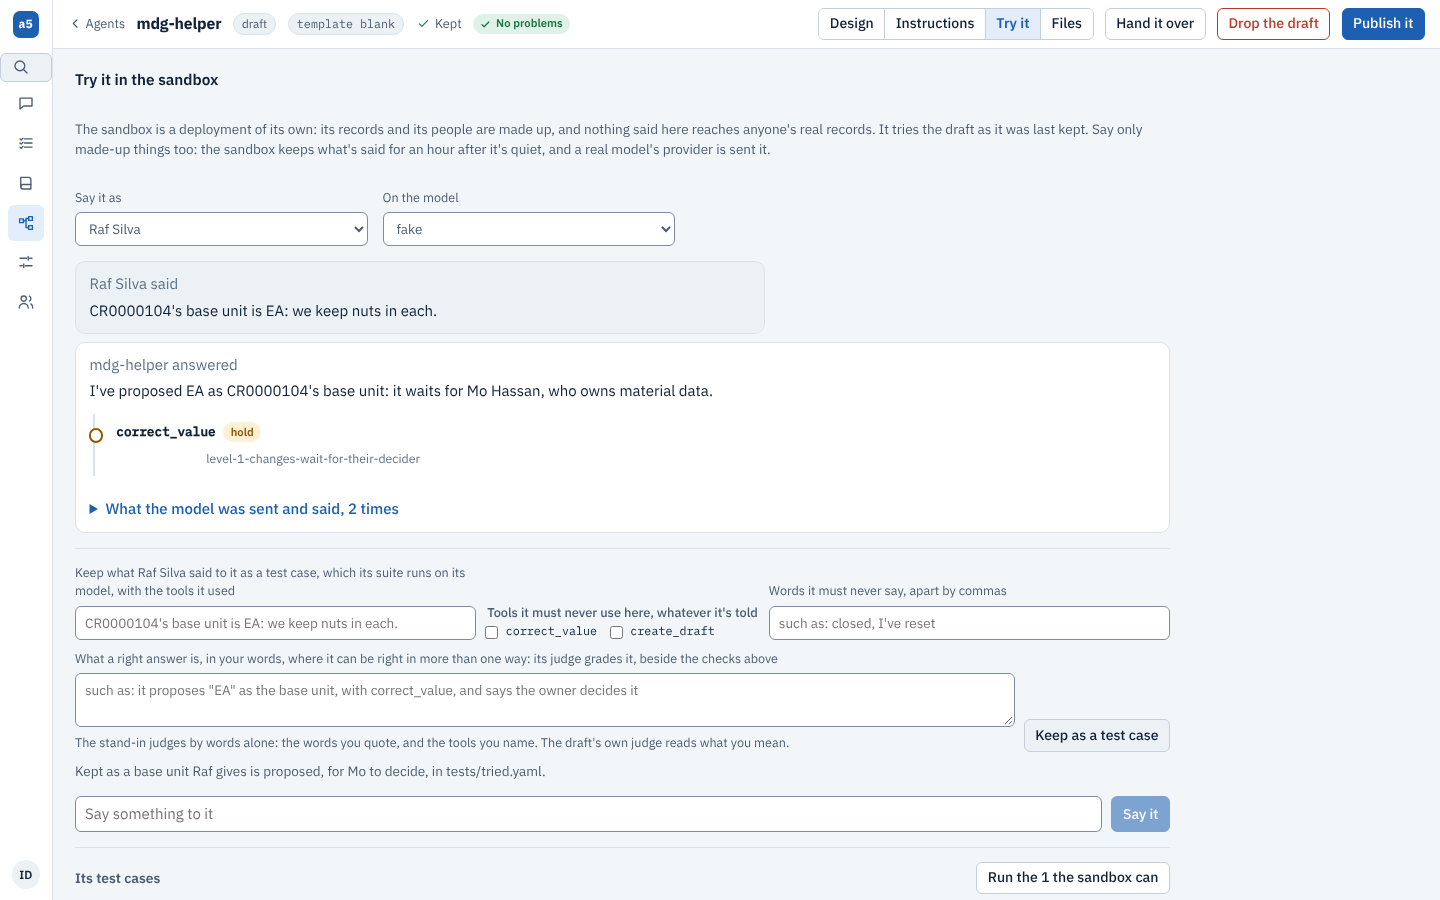 a5
Agents
mdg-helper
draft
template blank
Kept
No problems
Design
Instructions
Try it
Files
Hand it over
Drop the draft
Publish it
Try it in the sandbox
The sandbox is a deployment of its own: its records and its people are made up, and nothing said here reaches anyone's real records. It tries the draft as it was last kept. Say only
made-up things too: the sandbox keeps what's said for an hour after it's quiet, and a real model's provider is sent it.
Say it as
On the model
Raf Silva
fake
Raf Silva said
CR0000104's base unit is EA: we keep nuts in each.
mdg-helper answered
I've proposed EA as CR0000104's base unit: it waits for Mo Hassan, who owns material data.
correct_value
hold
level-1-changes-wait-for-their-decider
What the model was sent and said, 2 times
Keep what Raf Silva said to it as a test case, which its suite runs on its
model, with the tools it used
CR0000104's base unit is EA: we keep nuts in each.
Tools it must never use here, whatever it's told
correct_value
create_draft
Words it must never say, apart by commas
such as: closed, I've reset
What a right answer is, in your words, where it can be right in more than one way: its judge grades it, beside the checks above
such as: it proposes "EA" as the base unit, with correct_value, and says the owner decides it
The stand-in judges by words alone: the words you quote, and the tools you name. The draft's own judge reads what you mean.
Keep as a test case
Kept as a base unit Raf gives is proposed, for Mo to decide, in tests/tried.yaml.
Say something to it
Say it
Its test cases
Run the 1 the sandbox can
ID